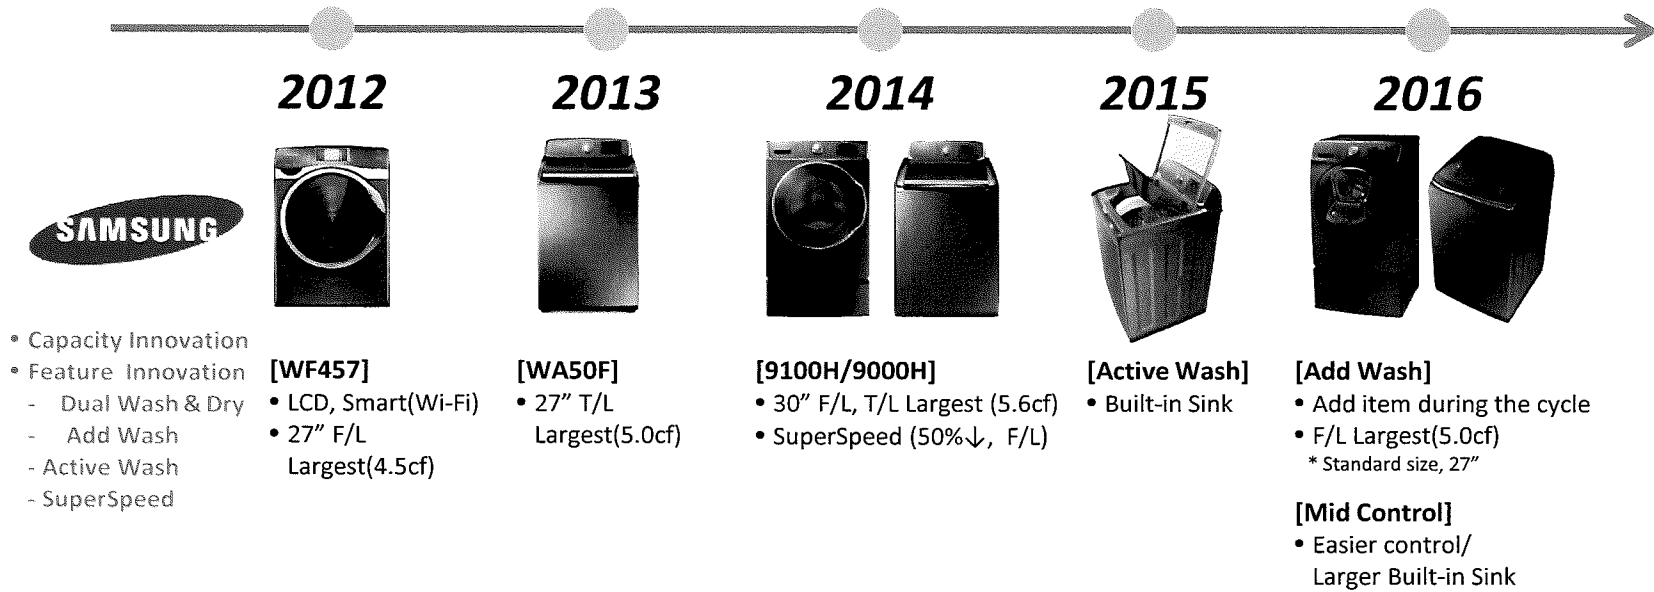 2012
2013
2014
2015
2016
SAMSUNG
• Capacity Innovation
• Feature Innovation
- Dual Wash & Dry
- Add Wash
- Active Wash
- SuperSpeed
[WF457]
• LCD, Smart(Wi-Fi)
• 27” F/L
Largest(4.5cf)
[WA50F]
• 27” T/L
Largest(5.0cf)
[9100H/9000H]
• 30” F/L, T/L Largest (5.6cf)
• SuperSpeed (50%↓, F/L)
[Active Wash]
• Built-in Sink
[Add Wash]
• Add item during the cycle
• F/L Largest(5.0cf)
* Standard size, 27”
[Mid Control]
• Easier control/
Larger Built-in Sink